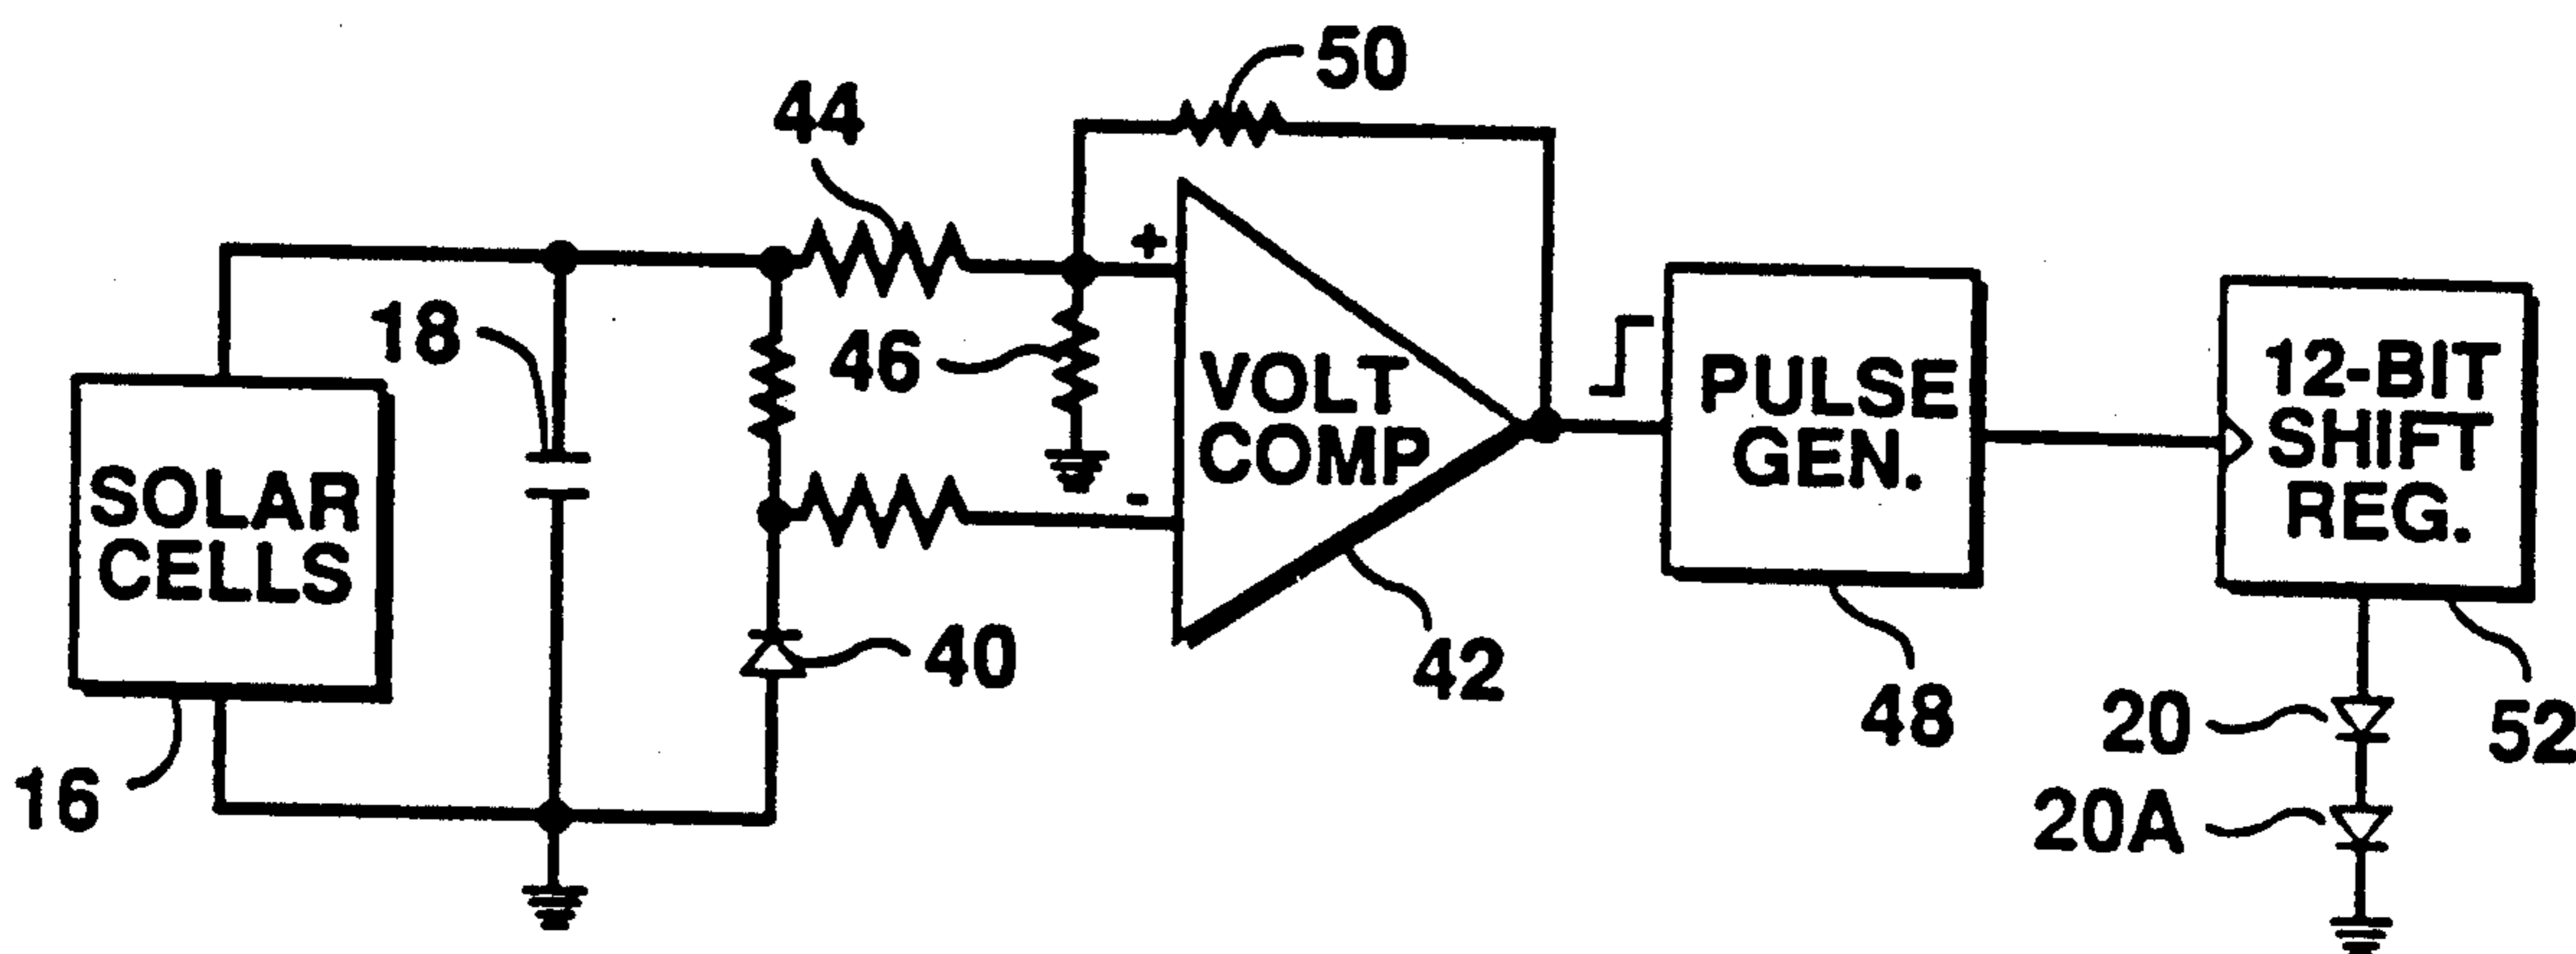 50
44
+
18
46
VOLT
COMP
PULSE
GEN.
12-BIT
SHIFT
REG.
SOLAR
CELLS
-
40
42
48
20
52
16
20A